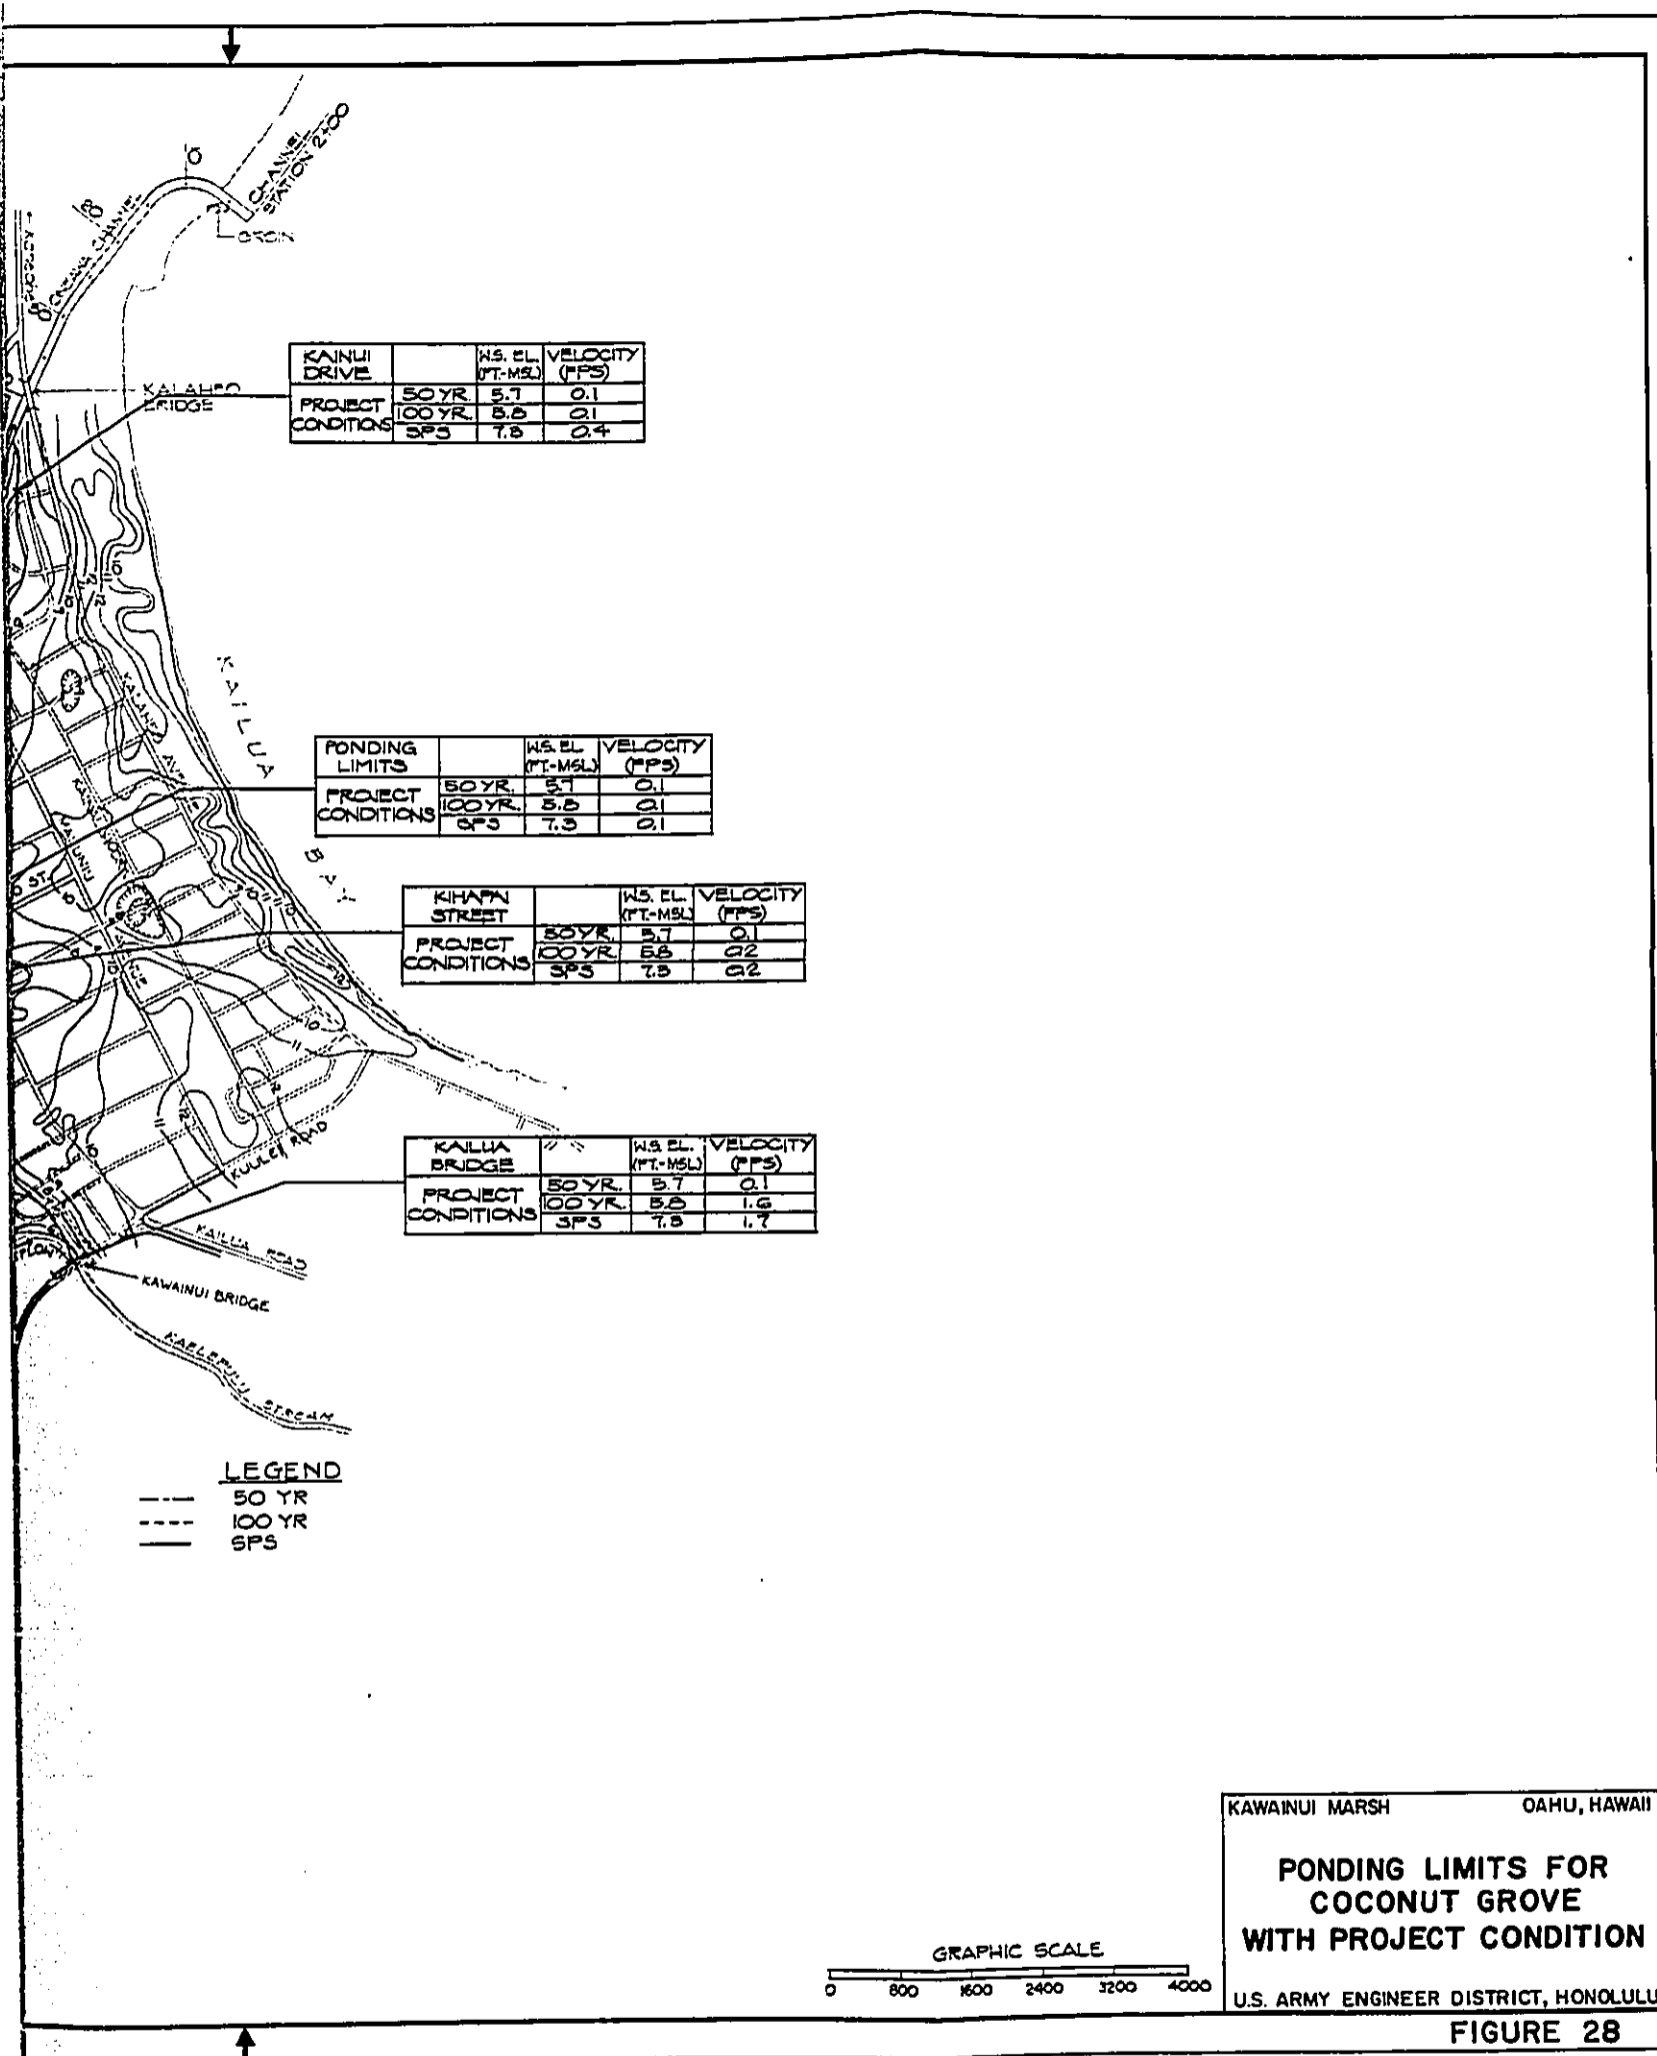 CHANNEL
STATION 2+00
ONEAWA CHANNEL
GROIN
KALAHEO
BRIDGE
KAINUI DRIVE W.S. EL. (FT.-MSL) VELOCITY (FPS)
PROJECT CONDITIONS
50 YR. 5.7 0.1
100 YR. 5.8 0.1
SPS 0.4
KAILUA
BAY
PONDING LIMITS W.S. EL. (FT.-MSL) VELOCITY (FPS)
PROJECT CONDITIONS
50 YR. 5.7 0.1
100 YR. 5.8 0.1
SPS 7.3 0.1
AVE
ST.
KIHAPAI STREET W.S. EL. (FT.-MSL) VELOCITY (FPS)
PROJECT CONDITIONS
50 YR. 5.7 0.1
100 YR. 5.8 0.2
SPS 7.3 0.2
KUULEI ROAD
KAILUA BRIDGE W.S. EL. (FT.-MSL) VELOCITY (FPS)
PROJECT CONDITIONS
50 YR. 5.7 0.1
100 YR. 5.8 1.6
SPS 1.7
KAILUA ROAD
KAWAINUI BRIDGE
KAELEPULU STREAM
LEGEND
50 YR
100 YR
SPS
GRAPHIC SCALE
0 800 1600 2400 3200 4000
KAWAINUI MARSH OAHU, HAWAII
PONDING LIMITS FOR
COCONUT GROVE
WITH PROJECT CONDITION
U.S. ARMY ENGINEER DISTRICT, HONOLULU
FIGURE 28